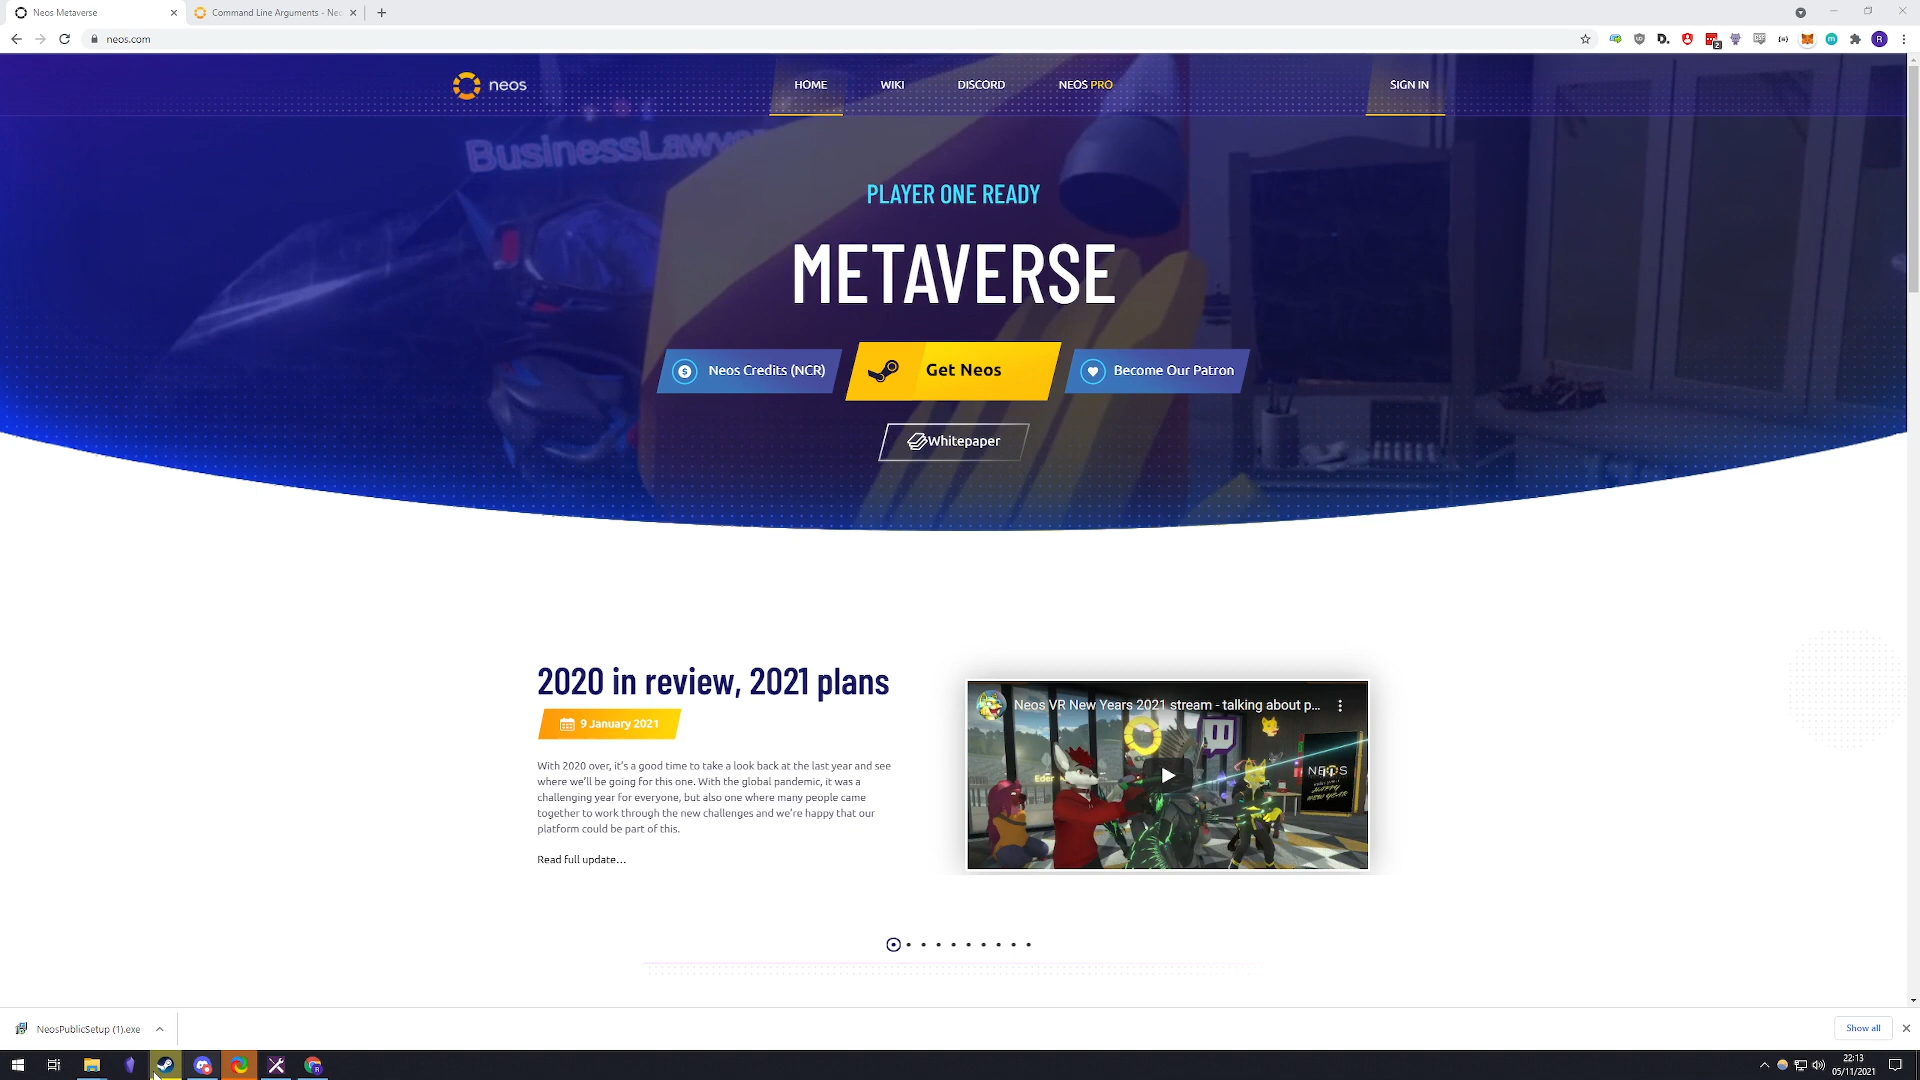 Neos Metaverse
Command Line Arguments - Neo
neos.com
2
R
neos
HOME
WIKI
DISCORD
NEOS PRO
SIGN IN
BusinessLawye
PLAYER ONE READY
METAVERSE
Neos Credits (NCR)
Get Neos
Become Our Patron
Whitepaper
2020 in review, 2021 plans
9 January 2021
With 2020 over, it's a good time to take a look back at the last year and see
where we'll be going for this one. With the global pandemic, it was a
challenging year for everyone, but also one where many people came
together to work through the new challenges and we're happy that our
platform could be part of this.
Read full update...
Neos VR New Years 2021 stream - talking about p...
NEOS
HAPPY
NEW YEAR
NeosPublicSetup (1).exe
Show all
22:13
05/11/2021